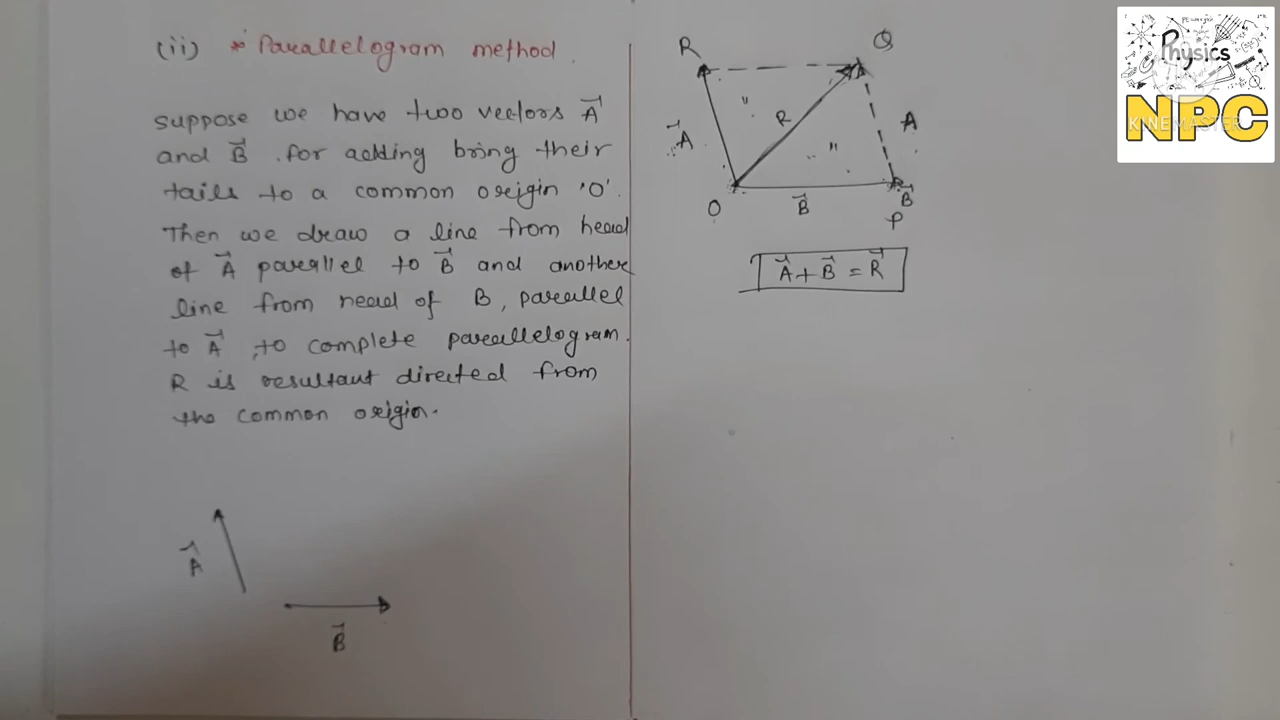 (ii) * Parallelogram method.
suppose we have two vectors A
and B. for adding bring their
tails to a common origin 'O'.
Then we draw a line from head
of A parallel to B and another
line from head of B, parallel
to A, to complete parallelogram.
R is resultant directed from
the common origin.
A
B
R
Q
A
R
A
O
B
B
P
A + B = R
Physics
NPC
KINEMASTER